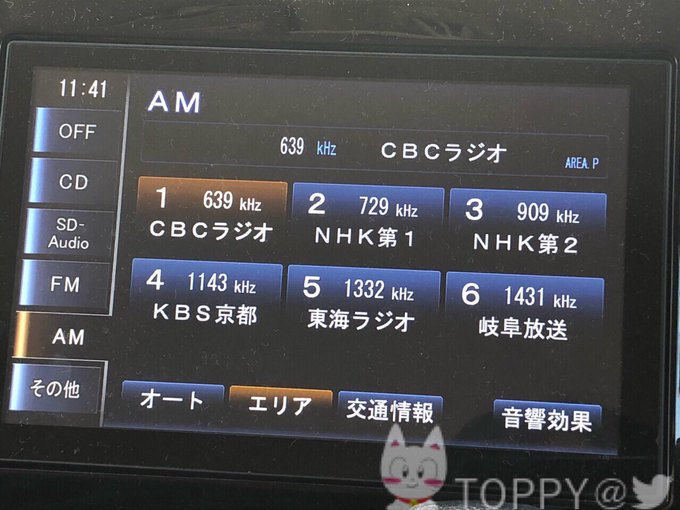 11:41
AM
OFF
639 kHz ＣＢＣラジオ AREA.P
CD
1 639 kHz
ＣＢＣラジオ
2 729 kHz
ＮＨＫ第１
3 909 kHz
ＮＨＫ第２
SD-
Audio
FM
4 1143 kHz
ＫＢＳ京都
5 1332 kHz
東海ラジオ
6 1431 kHz
岐阜放送
AM
その他
オート
エリア
交通情報
音響効果
TOPPY@